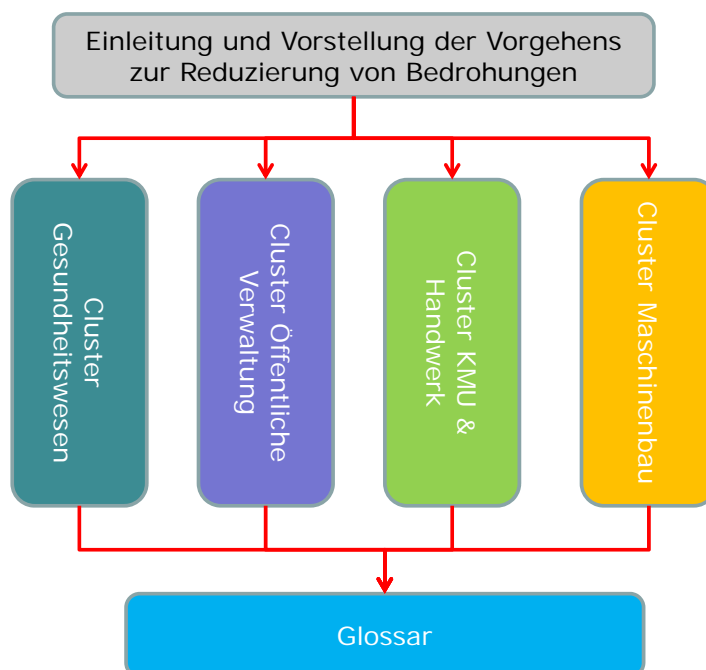 Einleitung und Vorstellung der Vorgehens
zur Reduzierung von Bedrohungen
Cluster
Gesundheitswesen
Cluster Öffentliche
Verwaltung
Cluster KMU &
Handwerk
Cluster Maschinenbau
Glossar